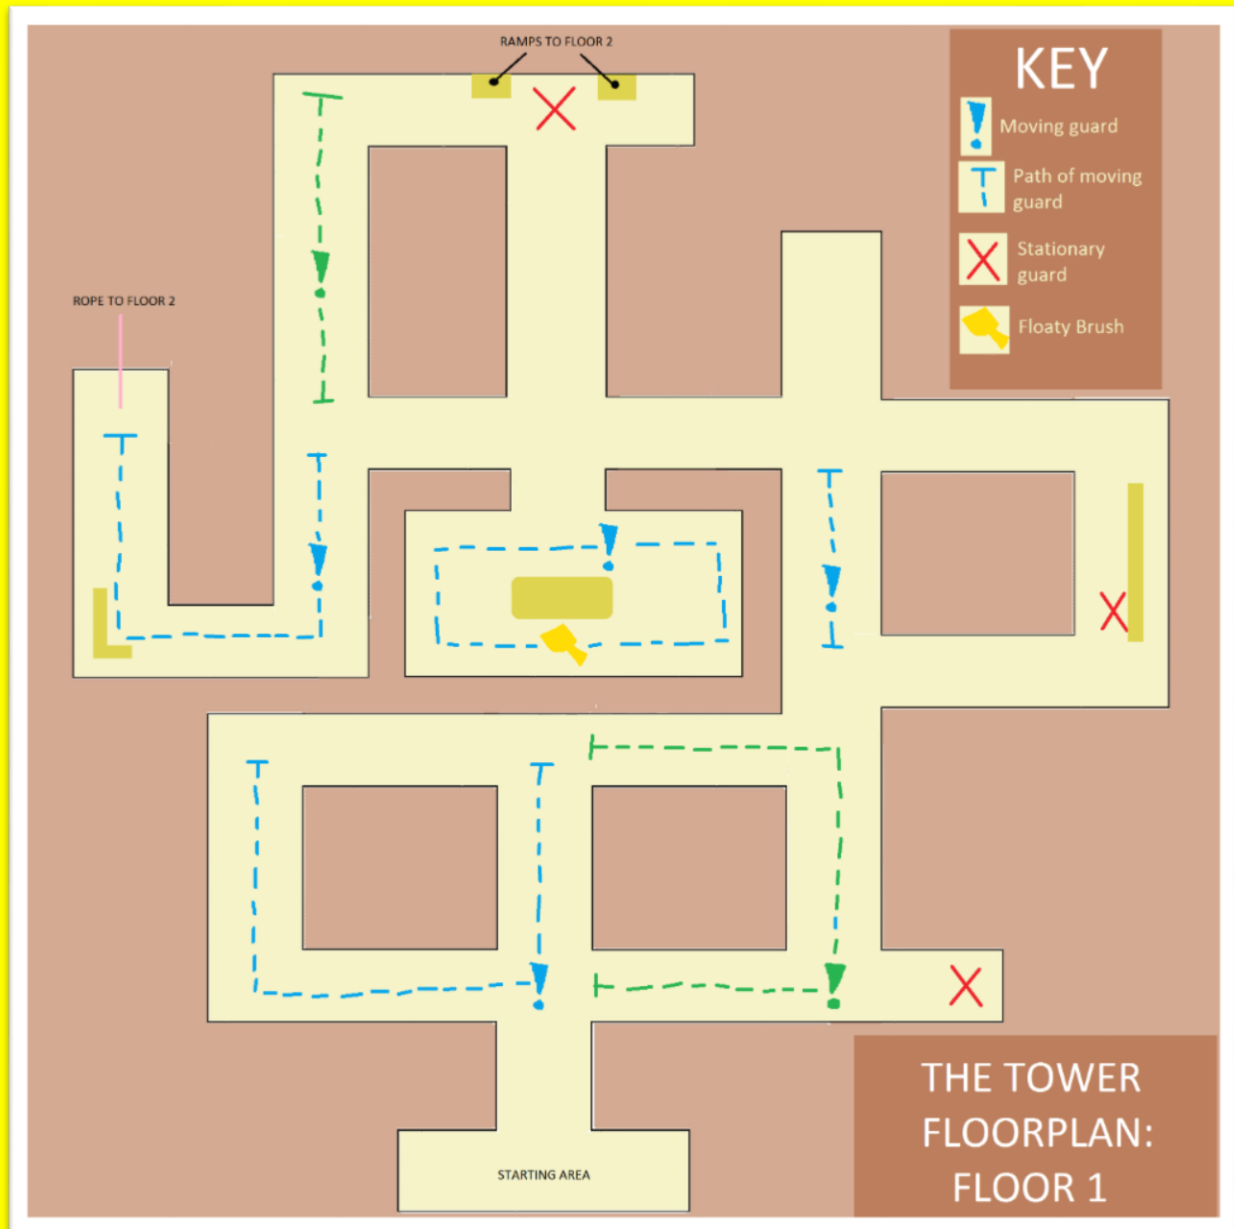 RAMPS TO FLOOR 2
KEY
Moving guard
Path of moving
guard
Stationary
guard
Floaty Brush
ROPE TO FLOOR 2
THE TOWER
FLOORPLAN:
FLOOR 1
STARTING AREA